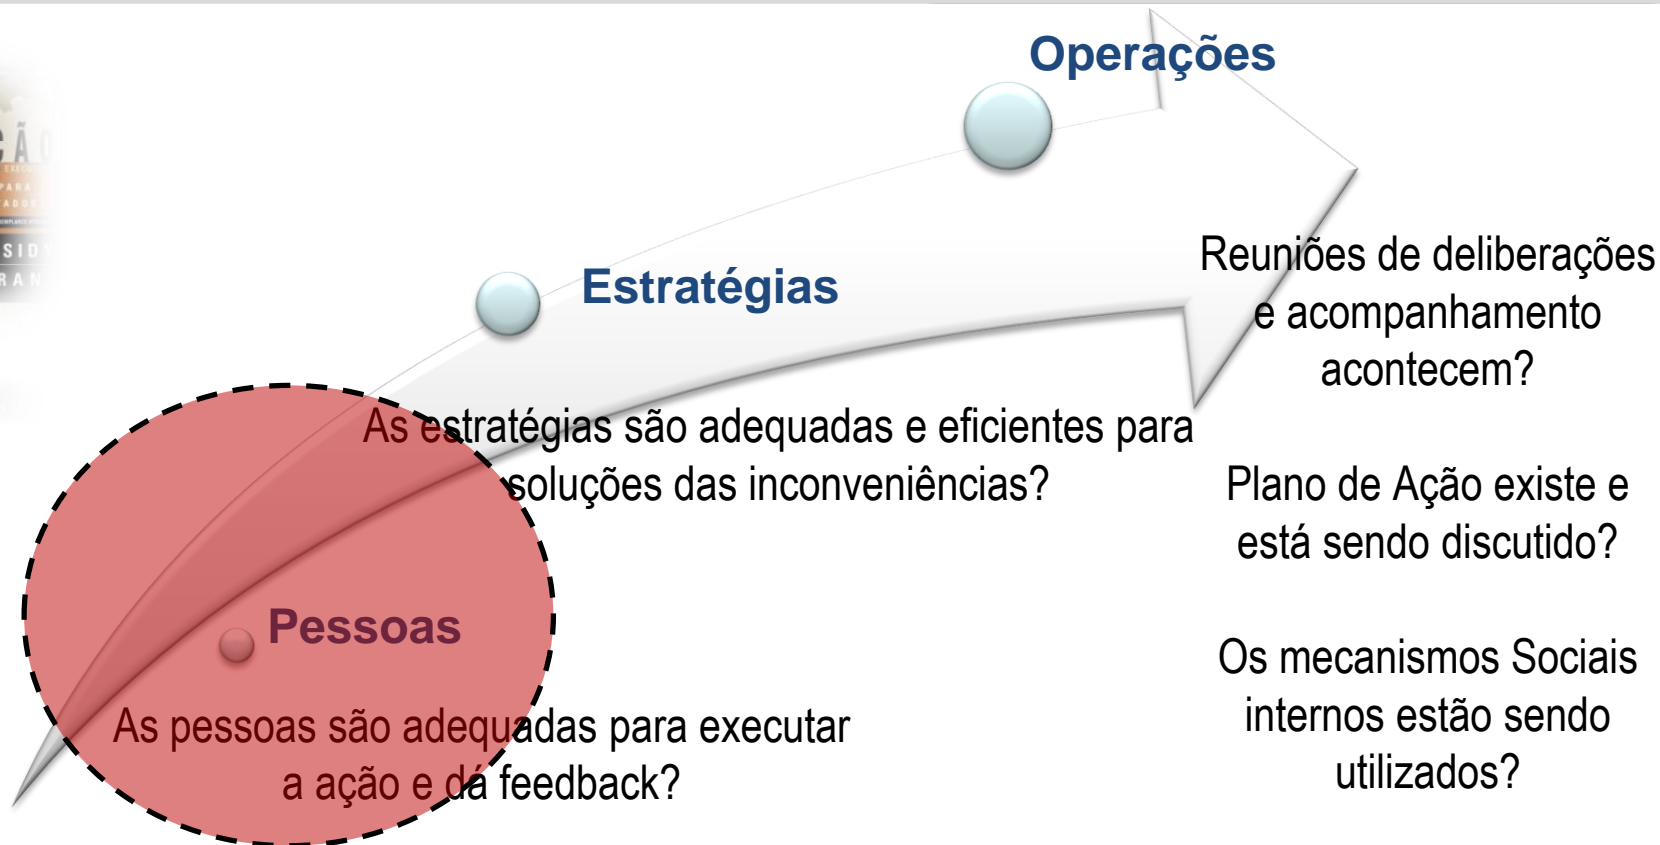 Operações
Estratégias
Pessoas
As estratégias são adequadas e eficientes para
soluções das inconveniências?
As pessoas são adequadas para executar
a ação e dá feedback?
Reuniões de deliberações
e acompanhamento
acontecem?
Plano de Ação existe e
está sendo discutido?
Os mecanismos Sociais
internos estão sendo
utilizados?
ÇÃO
PARA